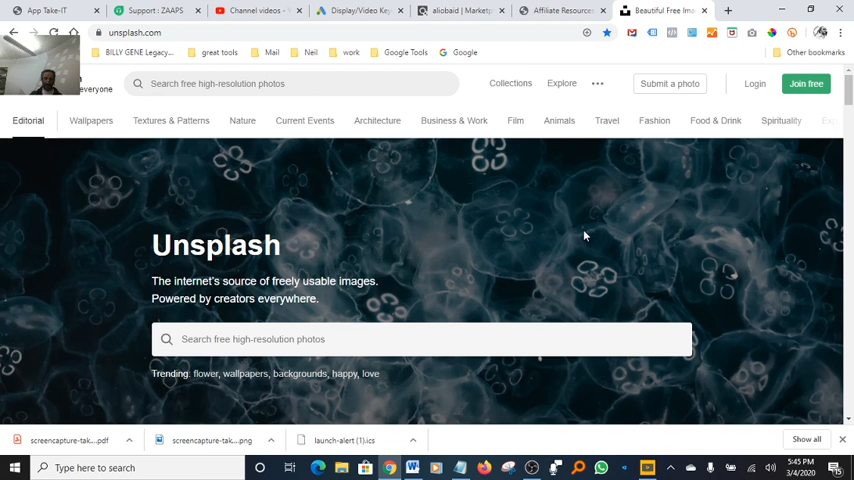 App Take-IT
Support : ZAAPS
Channel videos -
Display/Video Ke
aliobaid | Marketp
Affiliate Resources
Beautiful Free Ima
unsplash.com
BILLY GENE Legacy...
great tools
Mail
Neil
work
Google Tools
Google
Other bookmarks
everyone
Search free high-resolution photos
Collections
Explore
Submit a photo
Login
Join free
Editorial
Wallpapers
Textures & Patterns
Nature
Current Events
Architecture
Business & Work
Film
Animals
Travel
Fashion
Food & Drink
Spirituality
Unsplash
The internet's source of freely usable images.
Powered by creators everywhere.
Search free high-resolution photos
Trending: flower, wallpapers, backgrounds, happy, love
screencapture-tak....pdf
screencapture-tak....png
launch-alert (1).ics
Show all
Type here to search
5:45 PM
3/4/2020
15